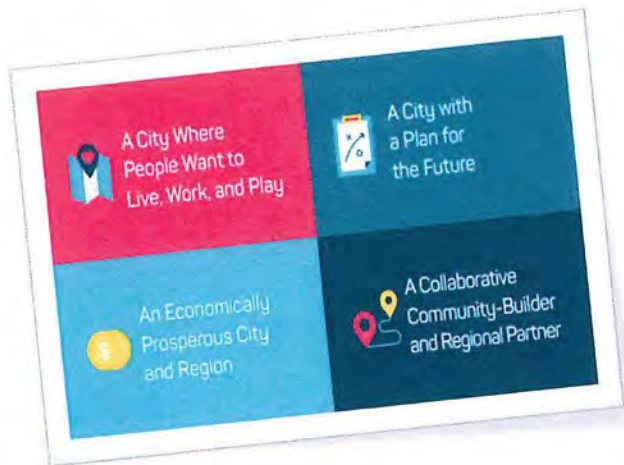 A City Where
People Want to
Live, Work, and Play
A City with
a Plan for
the Future
An Economically
Prosperous City
and Region
$
A Collaborative
Community-Builder
and Regional Partner